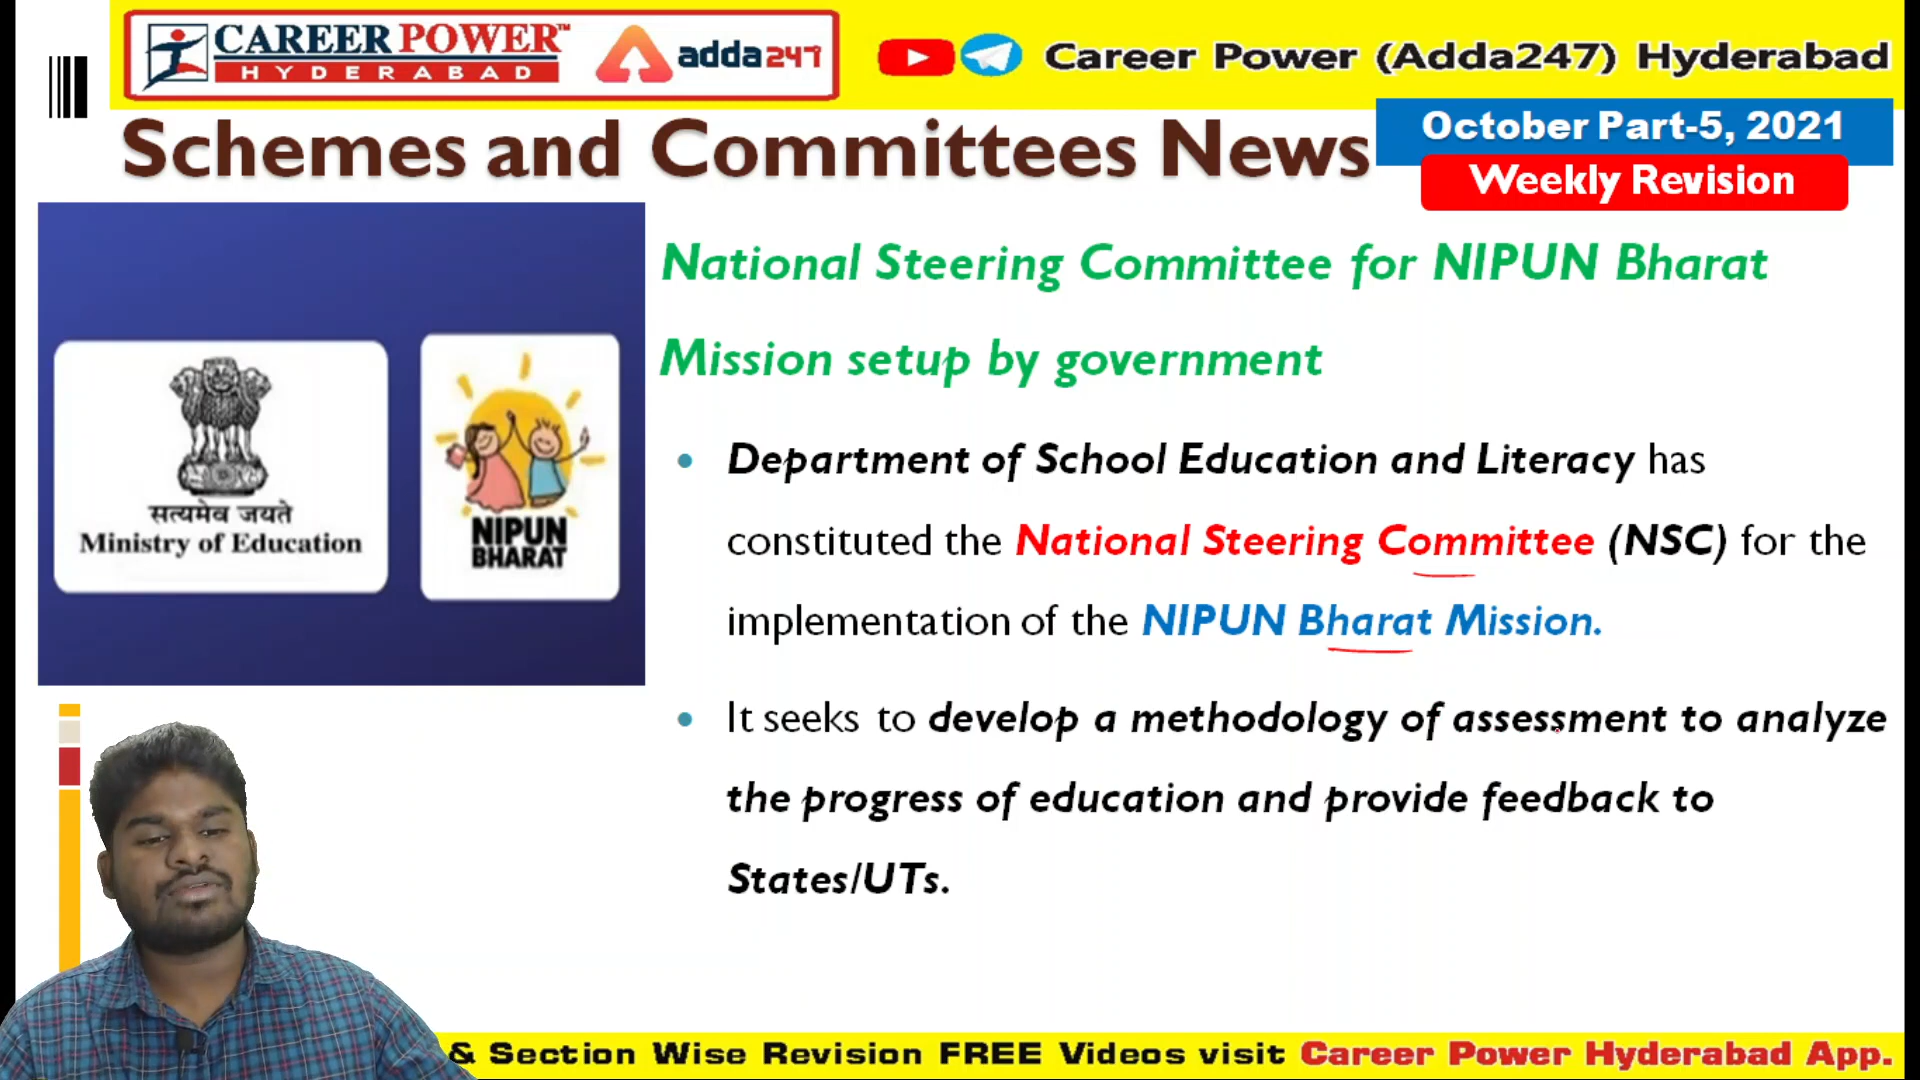 CAREER POWER™
HYDERABAD
adda247
Career Power (Adda247) Hyderabad
Schemes and Committees News
October Part-5, 2021
Weekly Revision
सत्यमेव जयते
Ministry of Education
NIPUN
BHARAT
National Steering Committee for NIPUN Bharat
Mission setup by government
• Department of School Education and Literacy has
constituted the National Steering Committee (NSC) for the
implementation of the NIPUN Bharat Mission.
• It seeks to develop a methodology of assessment to analyze
the progress of education and provide feedback to
States/UTs.
& Section Wise Revision FREE Videos visit Career Power Hyderabad App.